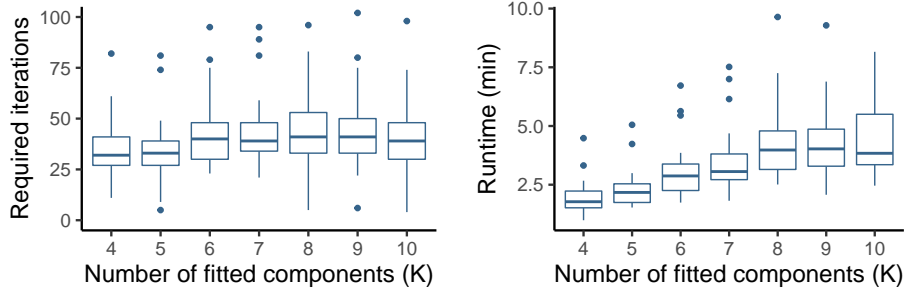 Required iterations
100
75
50
25
0
4 5 6 7 8 9 10
Number of fitted components (K)
Runtime (min)
10.0
7.5
5.0
2.5
4 5 6 7 8 9 10
Number of fitted components (K)